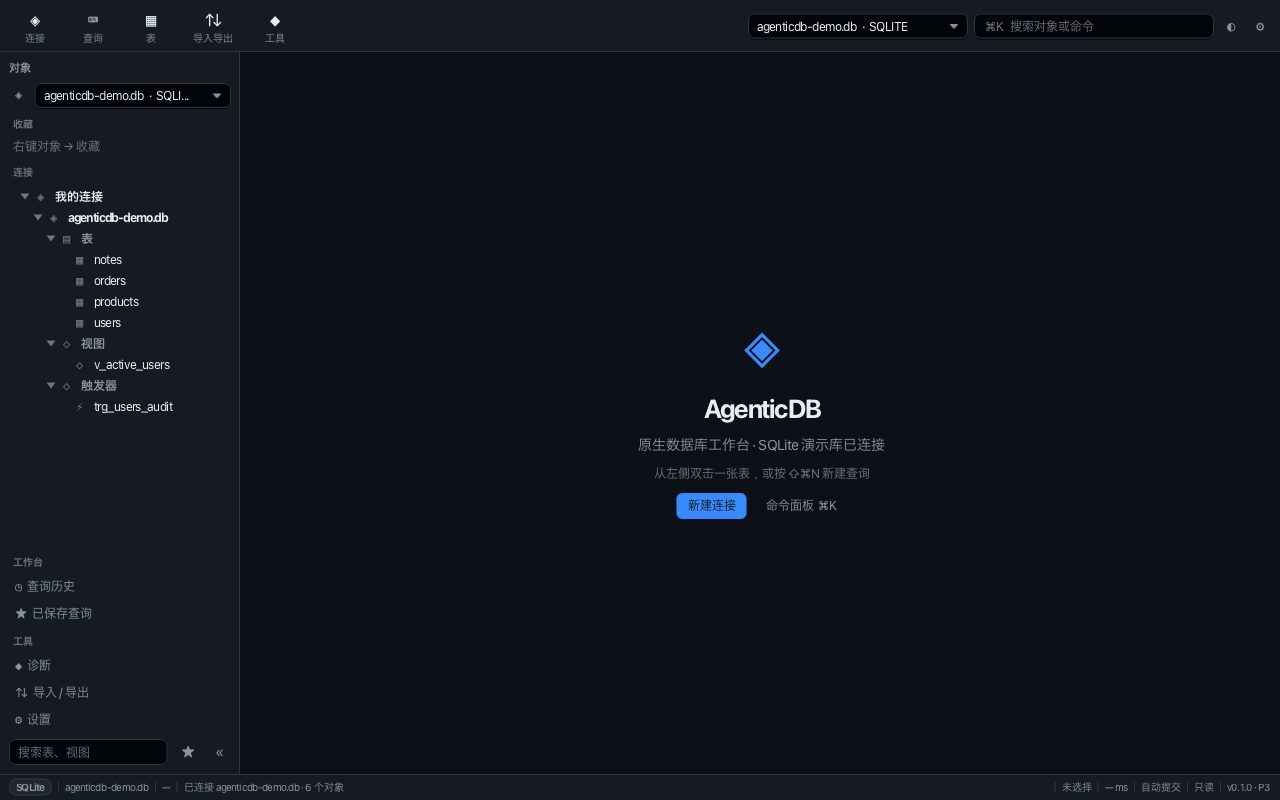 连接 查询 表 导入导出 工具
agenticdb-demo.db · SQLITE
⌘K 搜索对象或命令
对象
agenticdb-demo.db · SQLI...
收藏
右键对象 → 收藏
连接
我的连接
agenticdb-demo.db
表
notes
orders
products
users
视图
v_active_users
触发器
trg_users_audit
工作台
查询历史
已保存查询
工具
诊断
导入 / 导出
设置
搜索表、视图
«
AgenticDB
原生数据库工作台 · SQLite 演示库已连接
从左侧双击一张表，或按 ⇧⌘N 新建查询
新建连接 命令面板 ⌘K
SQLite agenticdb-demo.db — 已连接 agenticdb-demo.db · 6 个对象
未选择 — ms 自动提交 只读 v0.1.0 · P3